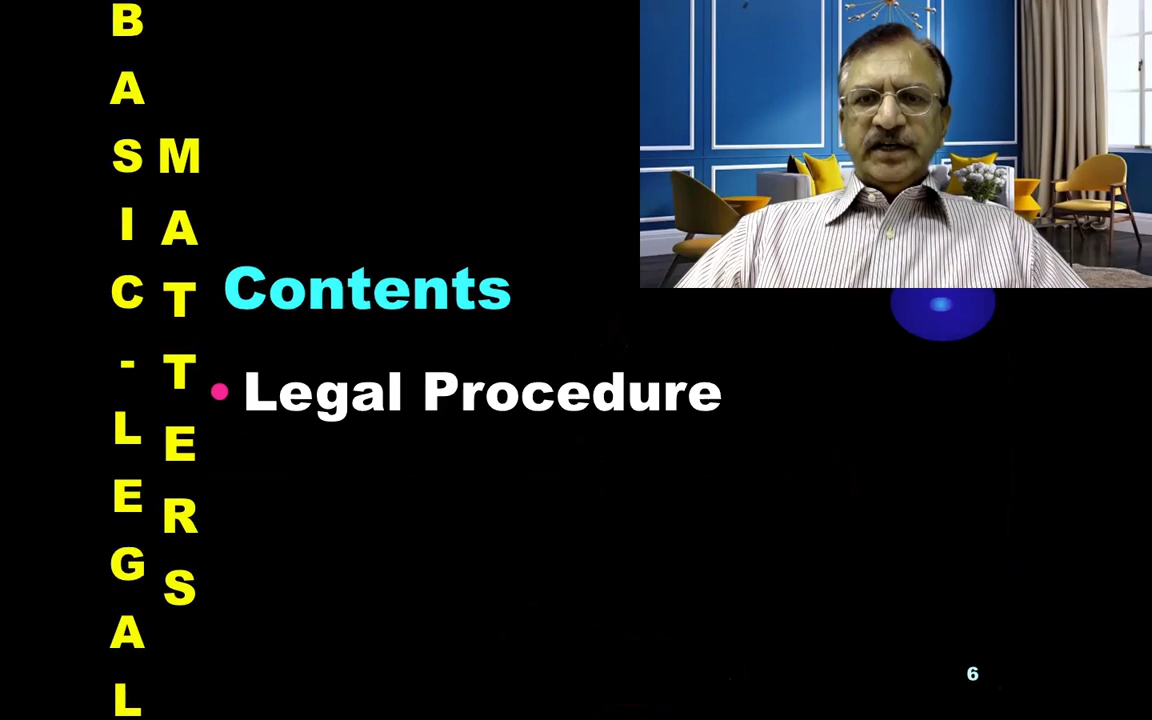 BASIC-LEGAL
MATTERS
Contents
• Legal Procedure
6